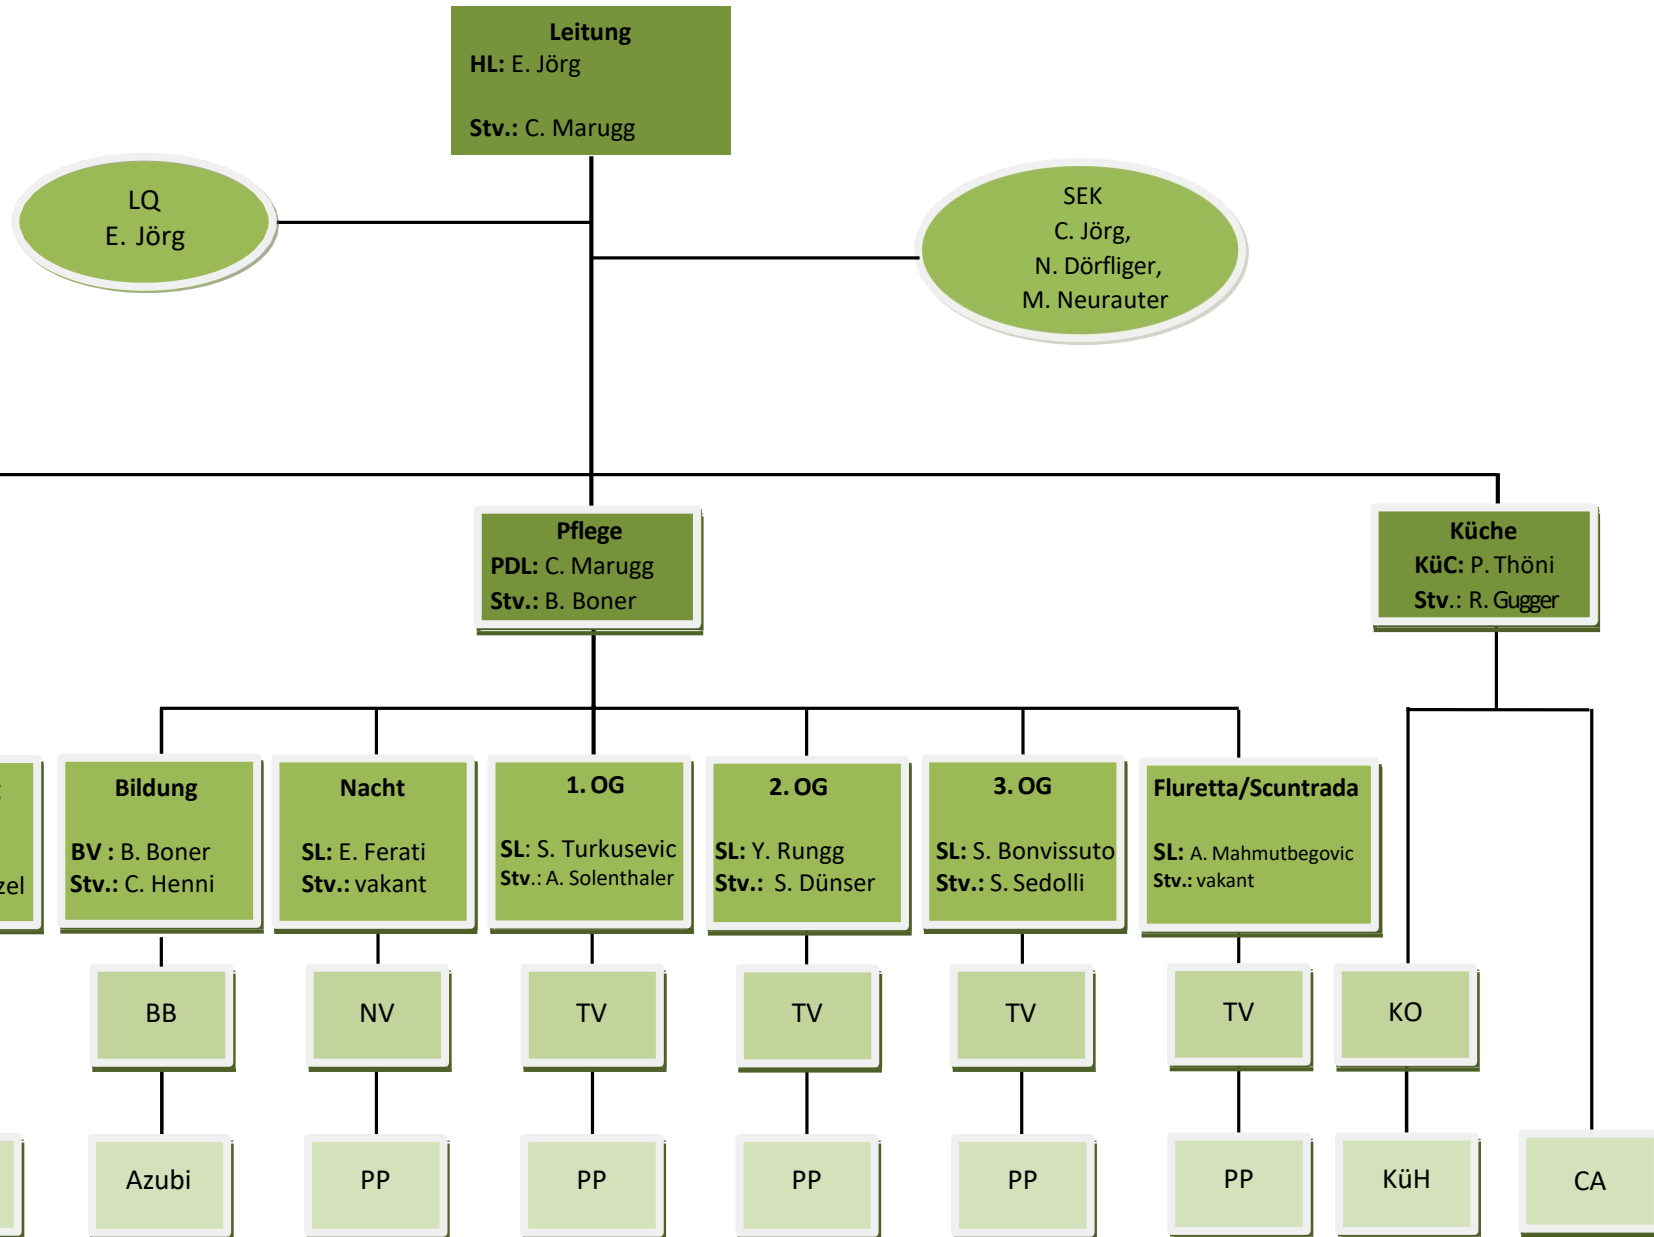 Leitung
HL: E. Jörg
Stv.: C. Marugg
LQ
E. Jörg
SEK
C. Jörg,
N. Dörfliger,
M. Neurauter
Pflege
PDL: C. Marugg
Stv.: B. Boner
Küche
KüC: P. Thöni
Stv.: R. Gugger
zel
Bildung
BV : B. Boner
Stv.: C. Henni
Nacht
SL: E. Ferati
Stv.: vakant
1. OG
SL: S. Turkusevic
Stv.: A. Solenthaler
2. OG
SL: Y. Rungg
Stv.: S. Dünser
3. OG
SL: S. Bonvissuto
Stv.: S. Sedolli
Fluretta/Scuntrada
SL: A. Mahmutbegovic
Stv.: vakant
BB
NV
TV
TV
TV
TV
KO
Azubi
PP
PP
PP
PP
PP
KüH
CA